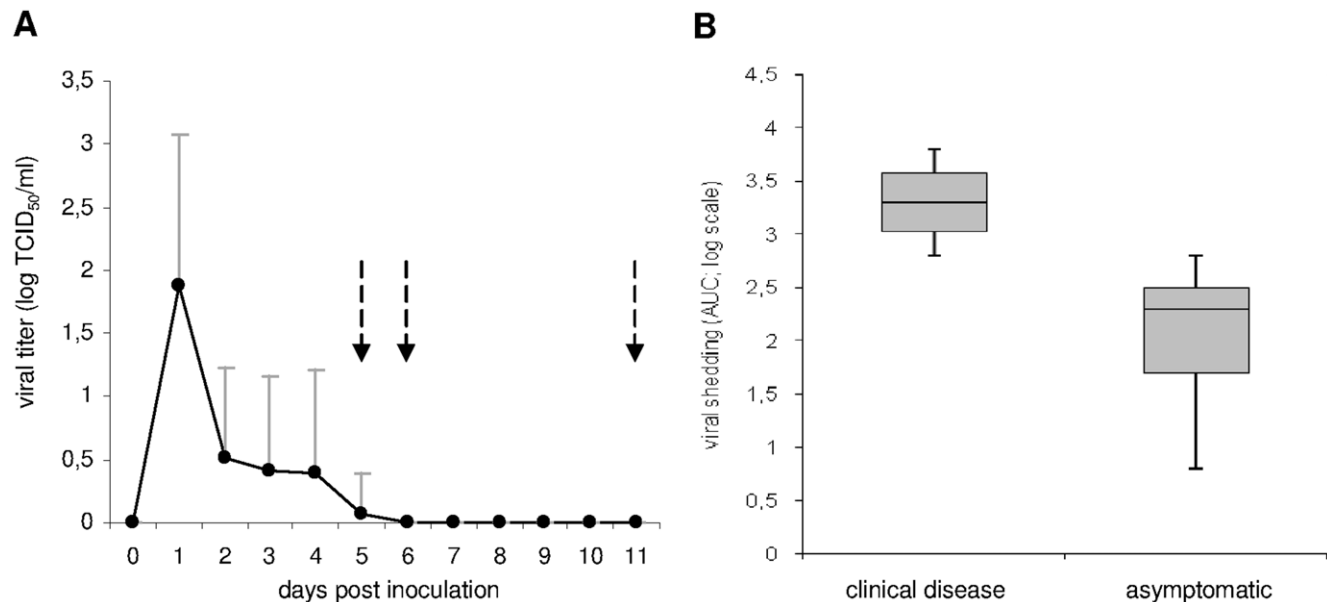 A
viral titer (log TCID50/ml)
3,5
3
2,5
2
1,5
1
0,5
0
0 1 2 3 4 5 6 7 8 9 10 11
days post inoculation
B
viral shedding (AUC; log scale)
4,5
4
3,5
3
2,5
2
1,5
1
0,5
0
clinical disease asymptomatic